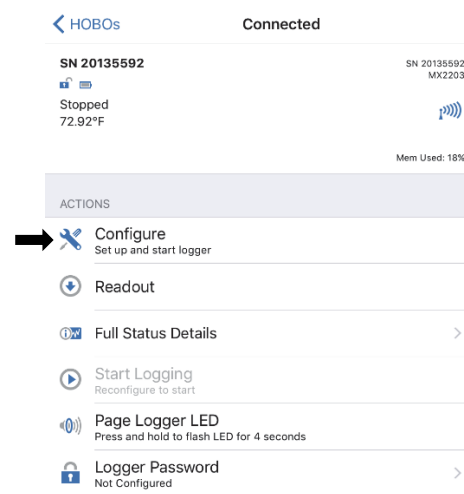 HOBOs
Connected
SN 20135592
SN 20135592
MX2203
Stopped
72.92°F
Mem Used: 18%
ACTIONS
Configure
Set up and start logger
Readout
Full Status Details
Start Logging
Reconfigure to start
Page Logger LED
Press and hold to flash LED for 4 seconds
Logger Password
Not Configured